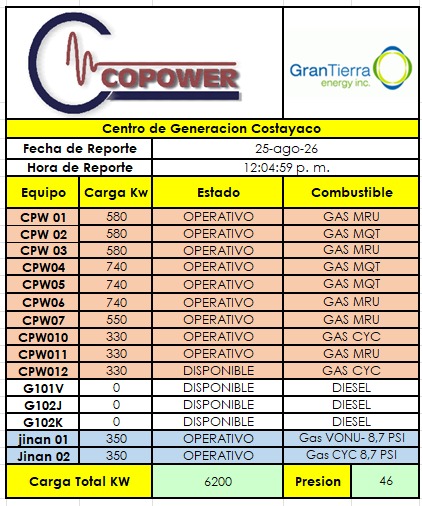 COPOWER
GranTierra
energy inc.
Centro de Generacion Costayaco
Fecha de Reporte 25-ago-26
Hora de Reporte 12:04:59 p. m.
Equipo Carga Kw Estado Combustible
CPW 01 580 OPERATIVO GAS MRU
CPW 02 580 OPERATIVO GAS MQT
CPW 03 580 OPERATIVO GAS MRU
CPW04 740 OPERATIVO GAS MQT
CPW05 740 OPERATIVO GAS MQT
CPW06 740 OPERATIVO GAS MRU
CPW07 550 OPERATIVO GAS MRU
CPW010 330 OPERATIVO GAS CYC
CPW011 330 OPERATIVO GAS MRU
CPW012 330 DISPONIBLE GAS CYC
G101V 0 DISPONIBLE DIESEL
G102J 0 DISPONIBLE DIESEL
G102K 0 DISPONIBLE DIESEL
jinan 01 350 OPERATIVO Gas VONU- 8,7 PSI
Jinan 02 350 OPERATIVO Gas CYC 8,7 PSI
Carga Total KW 6200 Presion 46